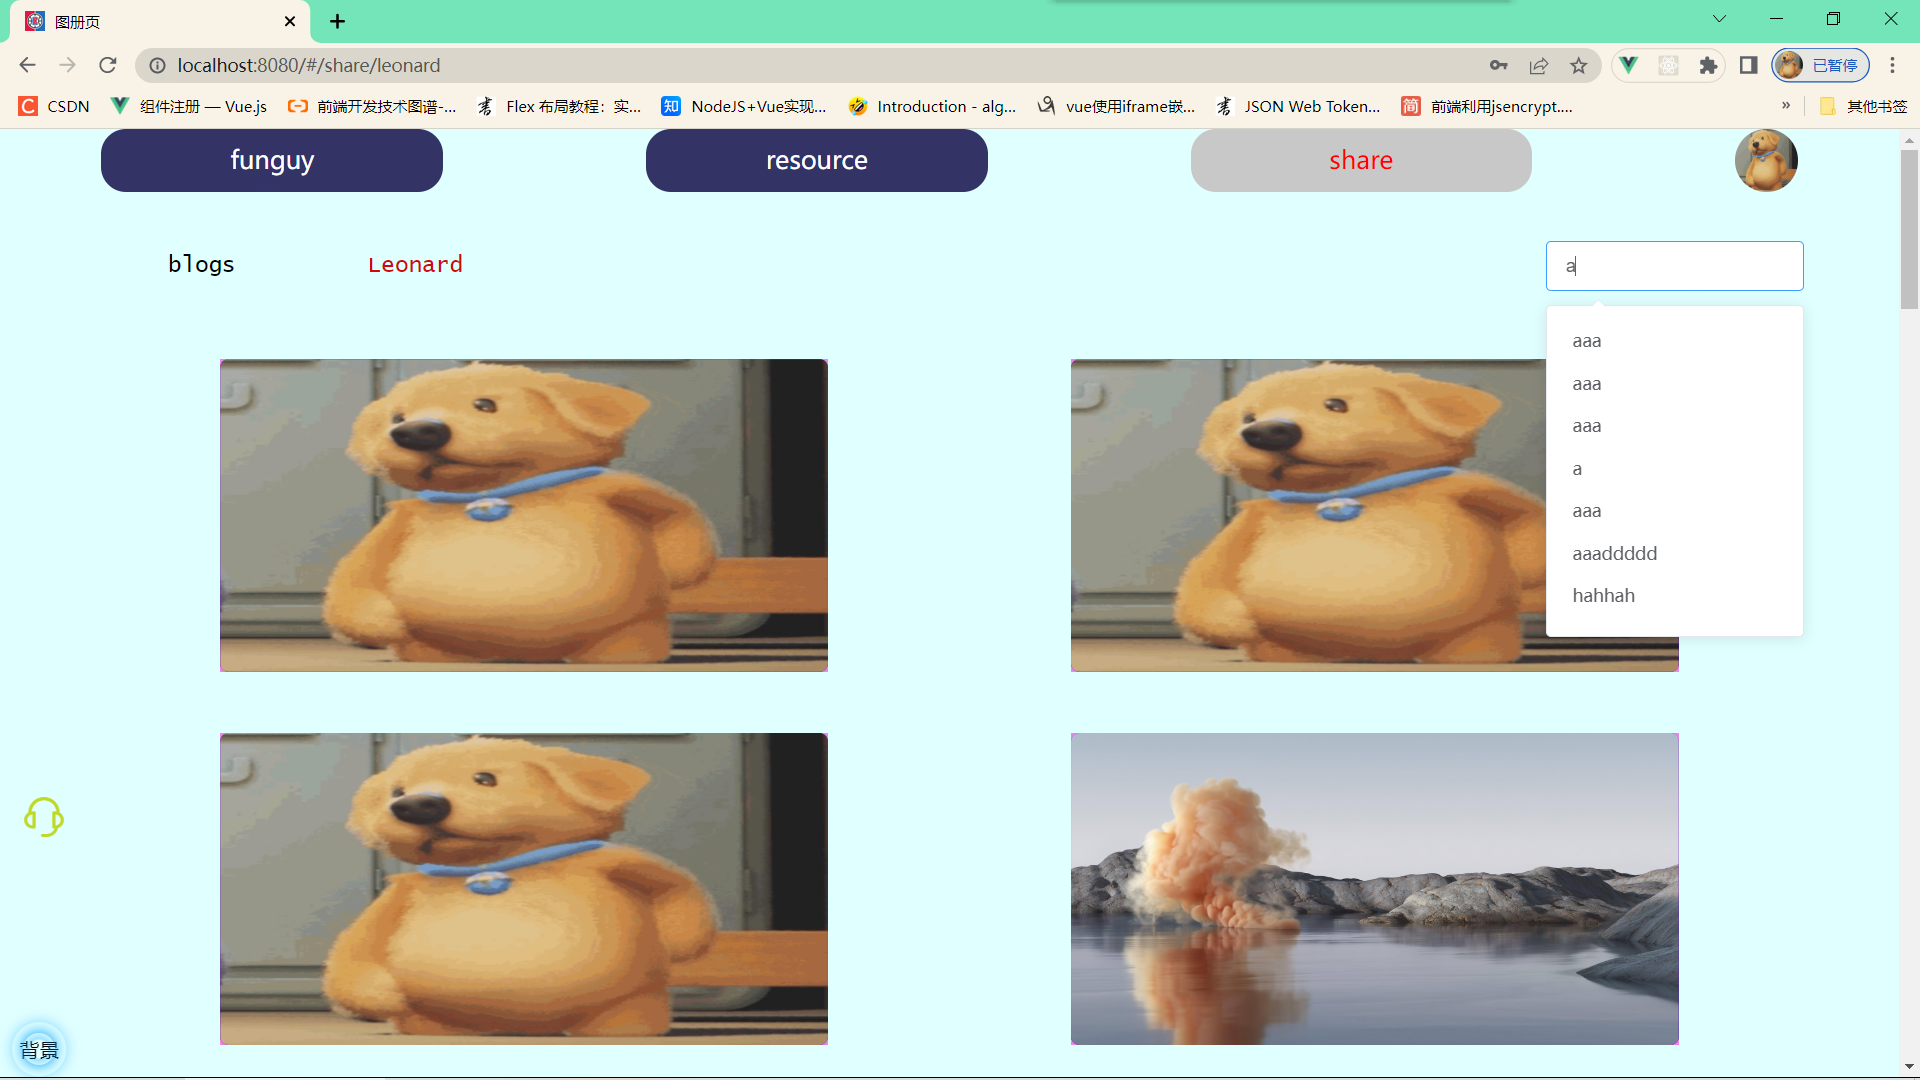 图册页
localhost:8080/#/share/leonard
已暂停
CSDN
组件注册 — Vue.js
前端开发技术图谱-...
Flex 布局教程：实...
知
NodeJS+Vue实现...
Introduction - alg...
vue使用iframe嵌...
JSON Web Token...
简
前端利用jsencrypt....
»
其他书签
funguy
resource
share
blogs
Leonard
a
aaa
aaa
aaa
a
aaa
aaaddddd
hahhah
背景